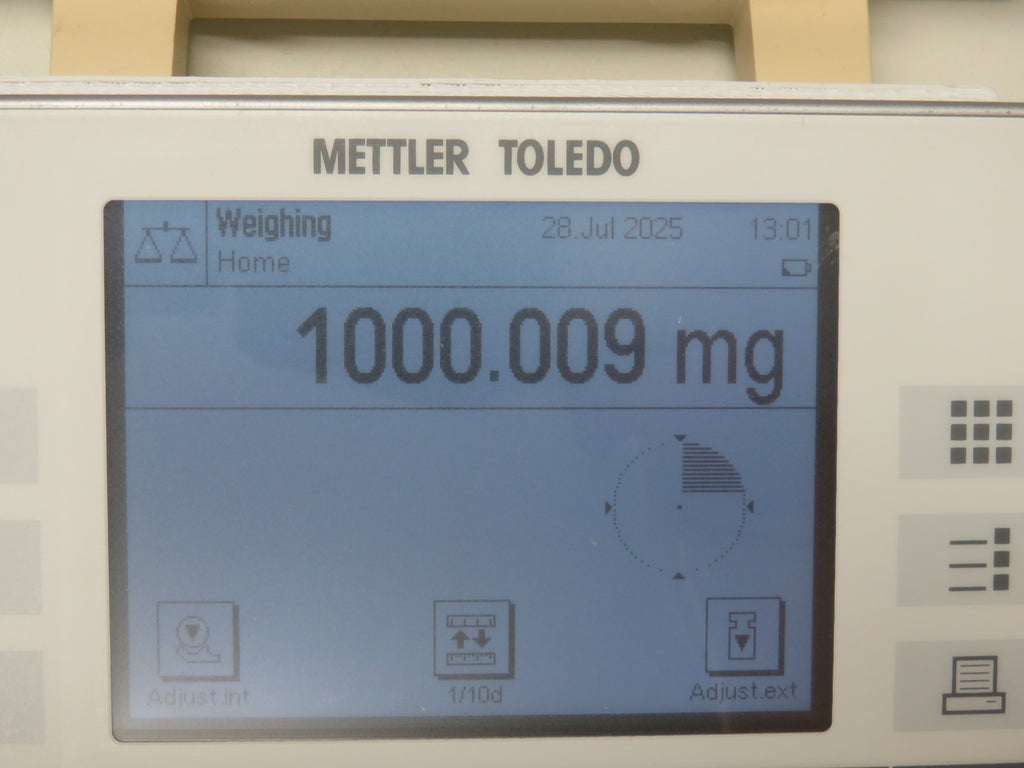 METTLER TOLEDO
Weighing 28.Jul 2025 13:01
Home
1000.009 mg
Adjust.int 1/10d Adjust.ext